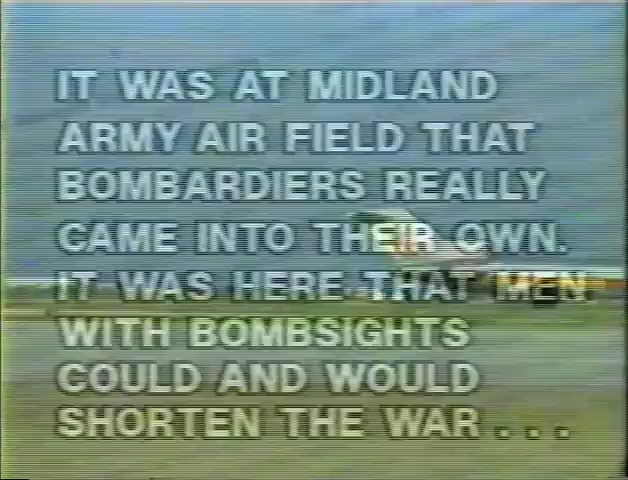 IT WAS AT MIDLAND
ARMY AIR FIELD THAT
BOMBARDIERS REALLY
CAME INTO THEIR OWN.
IT WAS HERE THAT MEN
WITH BOMBSIGHTS
COULD AND WOULD
SHORTEN THE WAR . . .